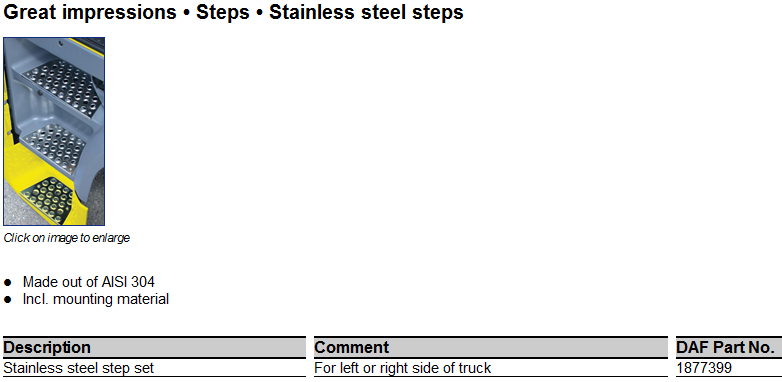 Great impressions • Steps • Stainless steel steps
Click on image to enlarge
● Made out of AISI 304
● Incl. mounting material
Description Comment DAF Part No.
Stainless steel step set For left or right side of truck 1877399